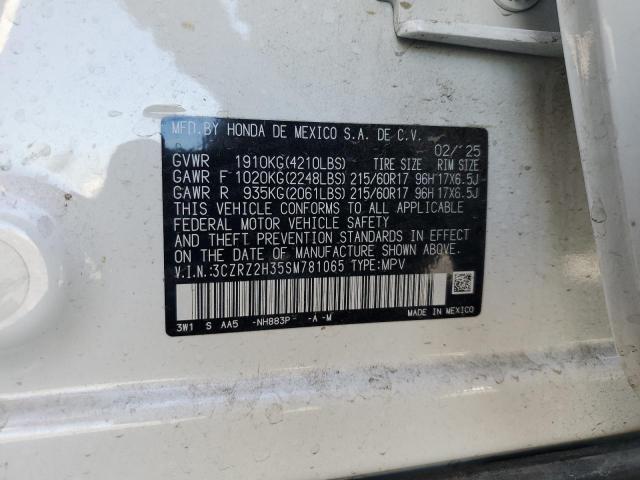 MFD.BY HONDA DE MEXICO S.A. DE C.V.
02/'25
GVWR 1910KG(4210LBS) TIRE SIZE RIM SIZE
GAWR F 1020KG(2248LBS) 215/60R17 96H 17X6.5J
GAWR R 935KG(2061LBS) 215/60R17 96H 17X6.5J
THIS VEHICLE CONFORMS TO ALL APPLICABLE
FEDERAL MOTOR VEHICLE SAFETY
AND THEFT PREVENTION STANDARDS IN EFFECT
ON THE DATE OF MANUFACTURE SHOWN ABOVE.
V.I.N.:3CZRZ2H35SM781065 TYPE:MPV
3W1 S AA5 -NH883P- -A -M MADE IN MEXICO